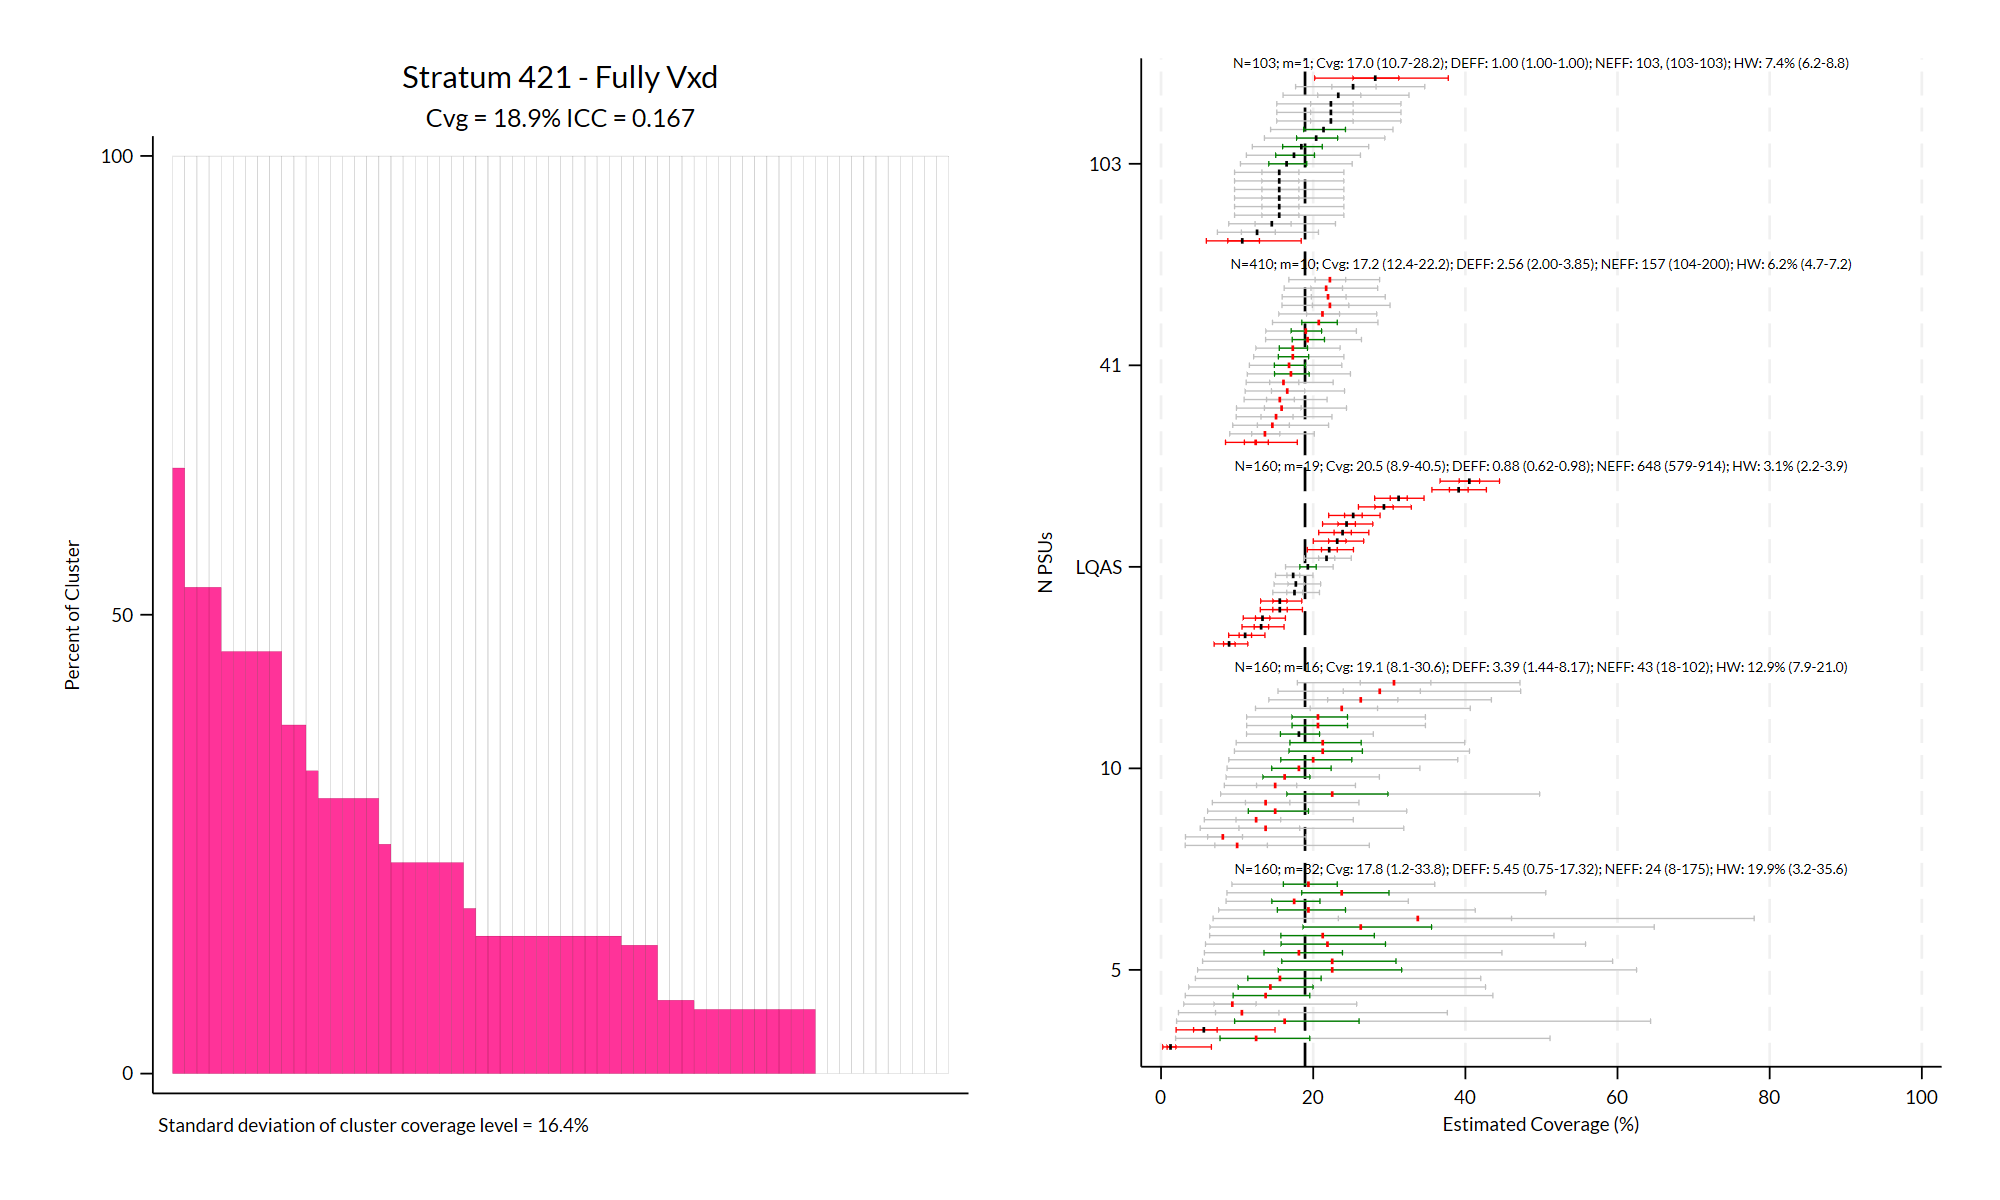 Stratum 421 - Fully Vxd
Cvg = 18.9% ICC = 0.167
100
50
0
Percent of Cluster
Standard deviation of cluster coverage level = 16.4%
N=103; m=1; Cvg: 17.0 (10.7-28.2); DEFF: 1.00 (1.00-1.00); NEFF: 103, (103-103); HW: 7.4% (6.2-8.8)
103
N=410; m=10; Cvg: 17.2 (12.4-22.2); DEFF: 2.56 (2.00-3.85); NEFF: 157 (104-200); HW: 6.2% (4.7-7.2)
41
N=160; m=19; Cvg: 20.5 (8.9-40.5); DEFF: 0.88 (0.62-0.98); NEFF: 648 (579-914); HW: 3.1% (2.2-3.9)
LQAS
N=160; m=16; Cvg: 19.1 (8.1-30.6); DEFF: 3.39 (1.44-8.17); NEFF: 43 (18-102); HW: 12.9% (7.9-21.0)
10
N=160; m=32; Cvg: 17.8 (1.2-33.8); DEFF: 5.45 (0.75-17.32); NEFF: 24 (8-175); HW: 19.9% (3.2-35.6)
5
N PSUs
0 20 40 60 80 100
Estimated Coverage (%)